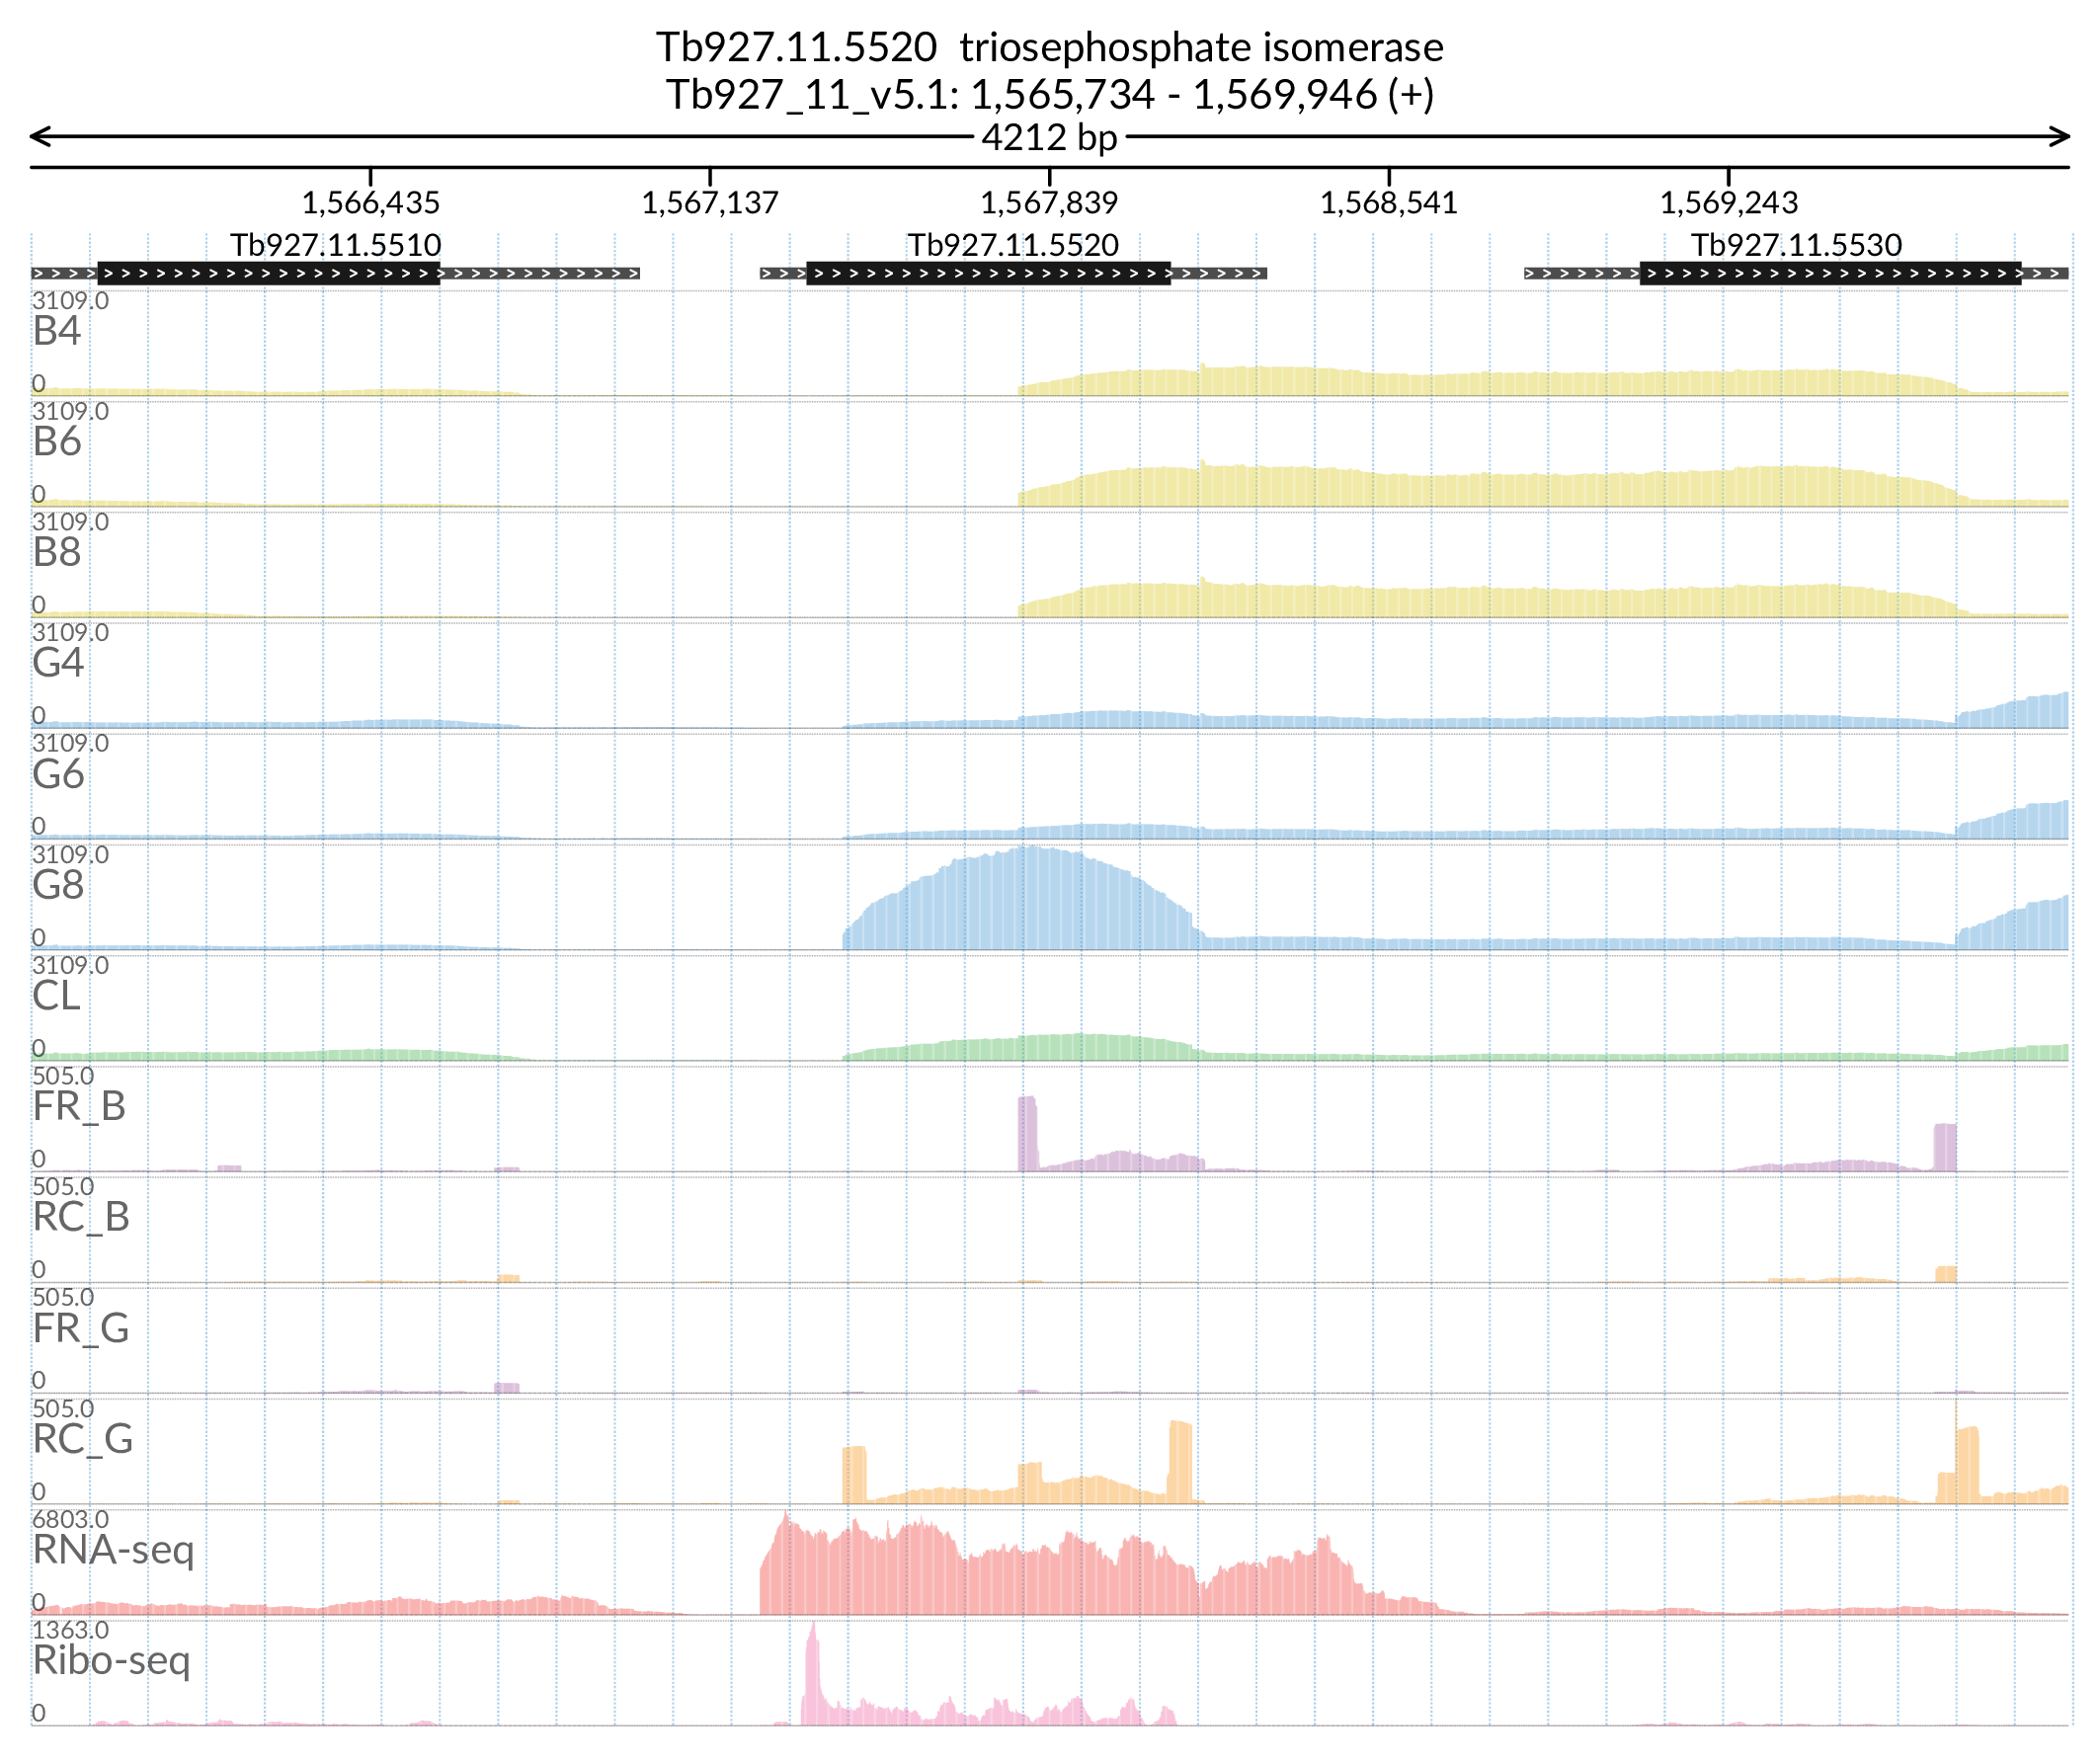 Tb927.11.5520  triosephosphate isomerase
Tb927_11_v5.1: 1,565,734 - 1,569,946 (+)
4212 bp
1,566,435 1,567,137 1,567,839 1,568,541 1,569,243
Tb927.11.5510 Tb927.11.5520 Tb927.11.5530
3109.0
B4
0
3109.0
B6
0
3109.0
B8
0
3109.0
G4
0
3109.0
G6
0
3109.0
G8
0
3109.0
CL
0
505.0
FR_B
0
505.0
RC_B
0
505.0
FR_G
0
505.0
RC_G
0
6803.0
RNA-seq
0
1363.0
Ribo-seq
0